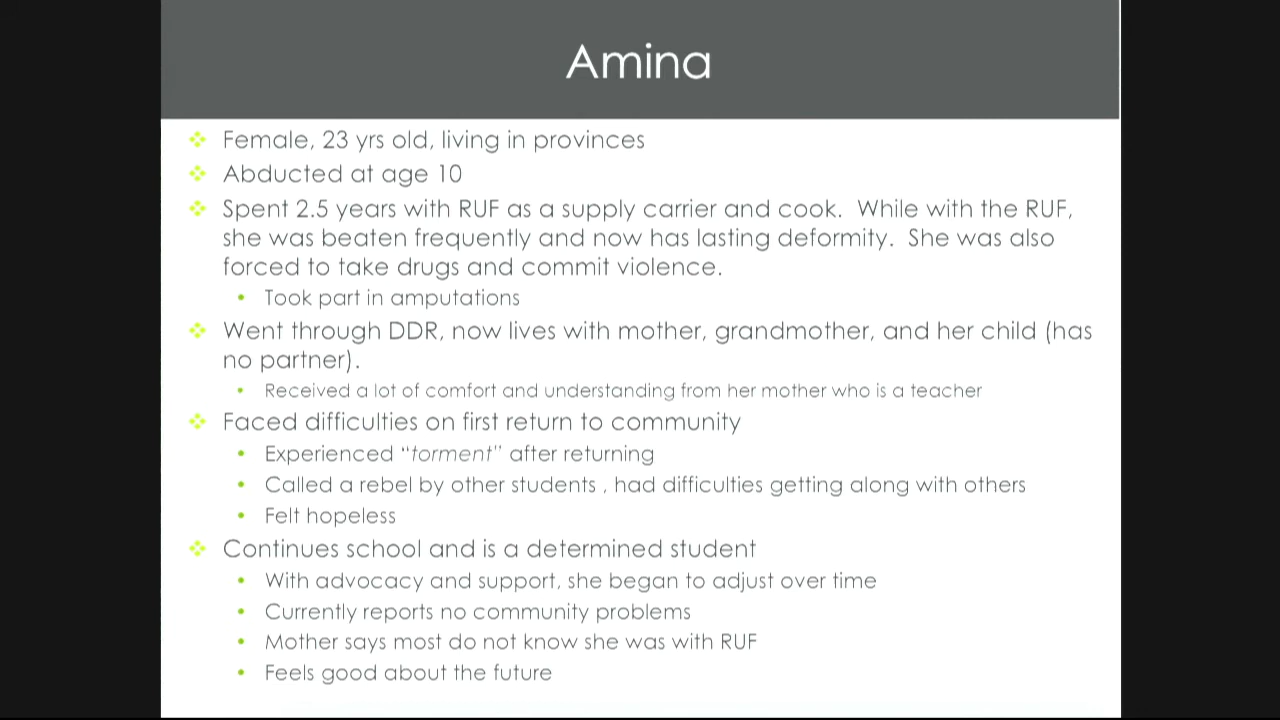 Amina
Female, 23 yrs old, living in provinces
Abducted at age 10
Spent 2.5 years with RUF as a supply carrier and cook.  While with the RUF,
she was beaten frequently and now has lasting deformity.  She was also
forced to take drugs and commit violence.
Took part in amputations
Went through DDR, now lives with mother, grandmother, and her child (has
no partner).
Received a lot of comfort and understanding from her mother who is a teacher
Faced difficulties on first return to community
Experienced “torment” after returning
Called a rebel by other students , had difficulties getting along with others
Felt hopeless
Continues school and is a determined student
With advocacy and support, she began to adjust over time
Currently reports no community problems
Mother says most do not know she was with RUF
Feels good about the future